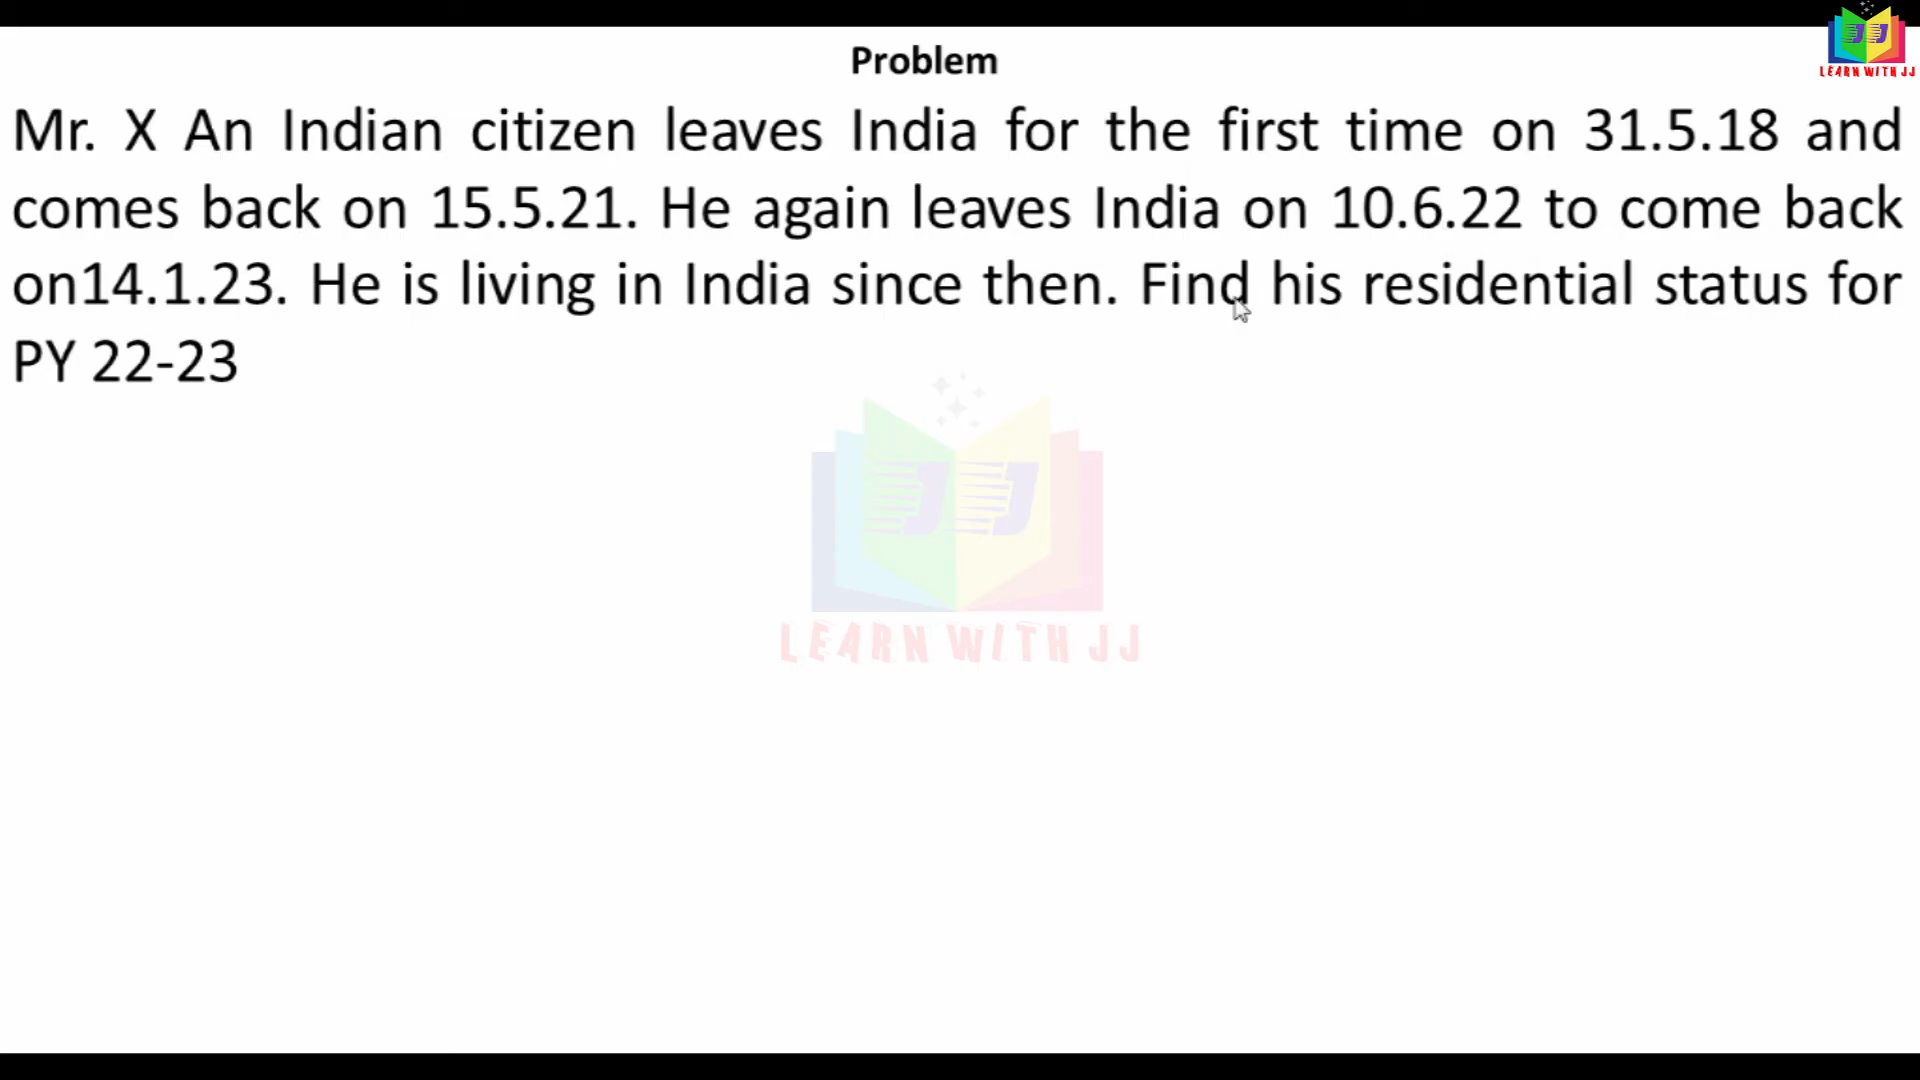 LEARN WITH JJ
Problem
Mr. X An Indian citizen leaves India for the first time on 31.5.18 and
comes back on 15.5.21. He again leaves India on 10.6.22 to come back
on14.1.23. He is living in India since then. Find his residential status for
PY 22-23
JJ
LEARN WITH JJ